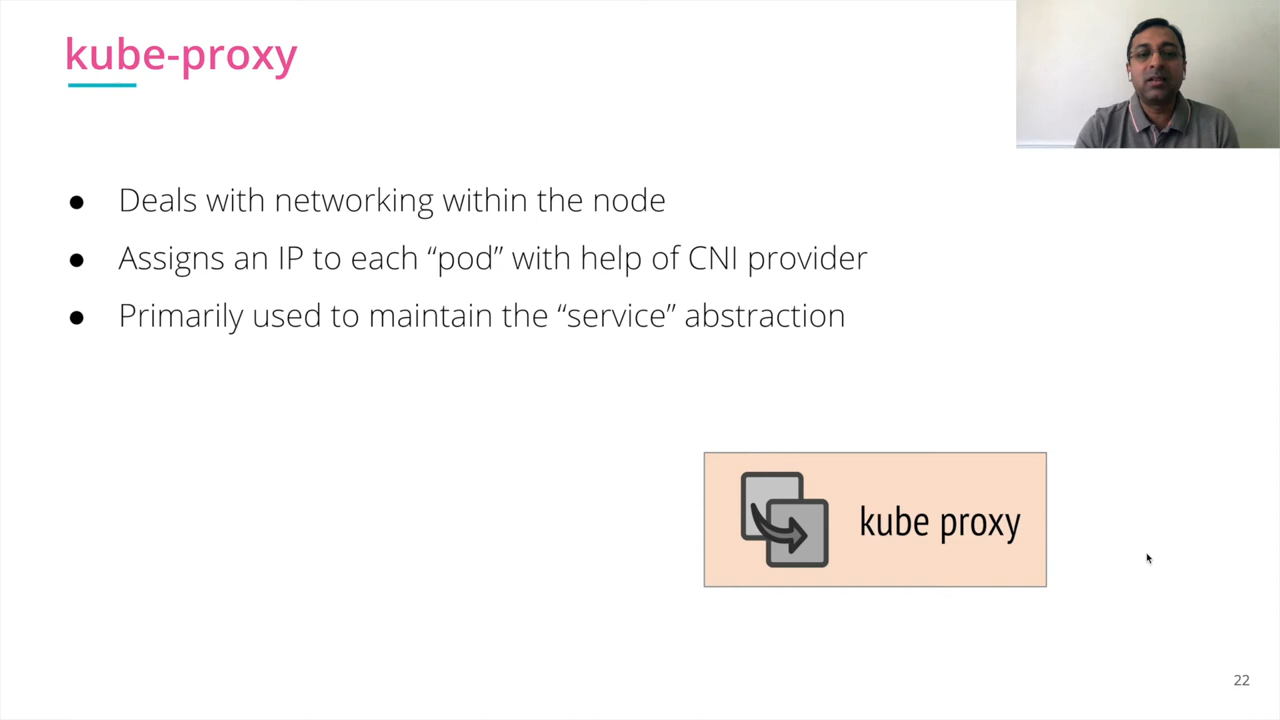 kube-proxy
● Deals with networking within the node
● Assigns an IP to each “pod” with help of CNI provider
● Primarily used to maintain the “service” abstraction
kube proxy
22